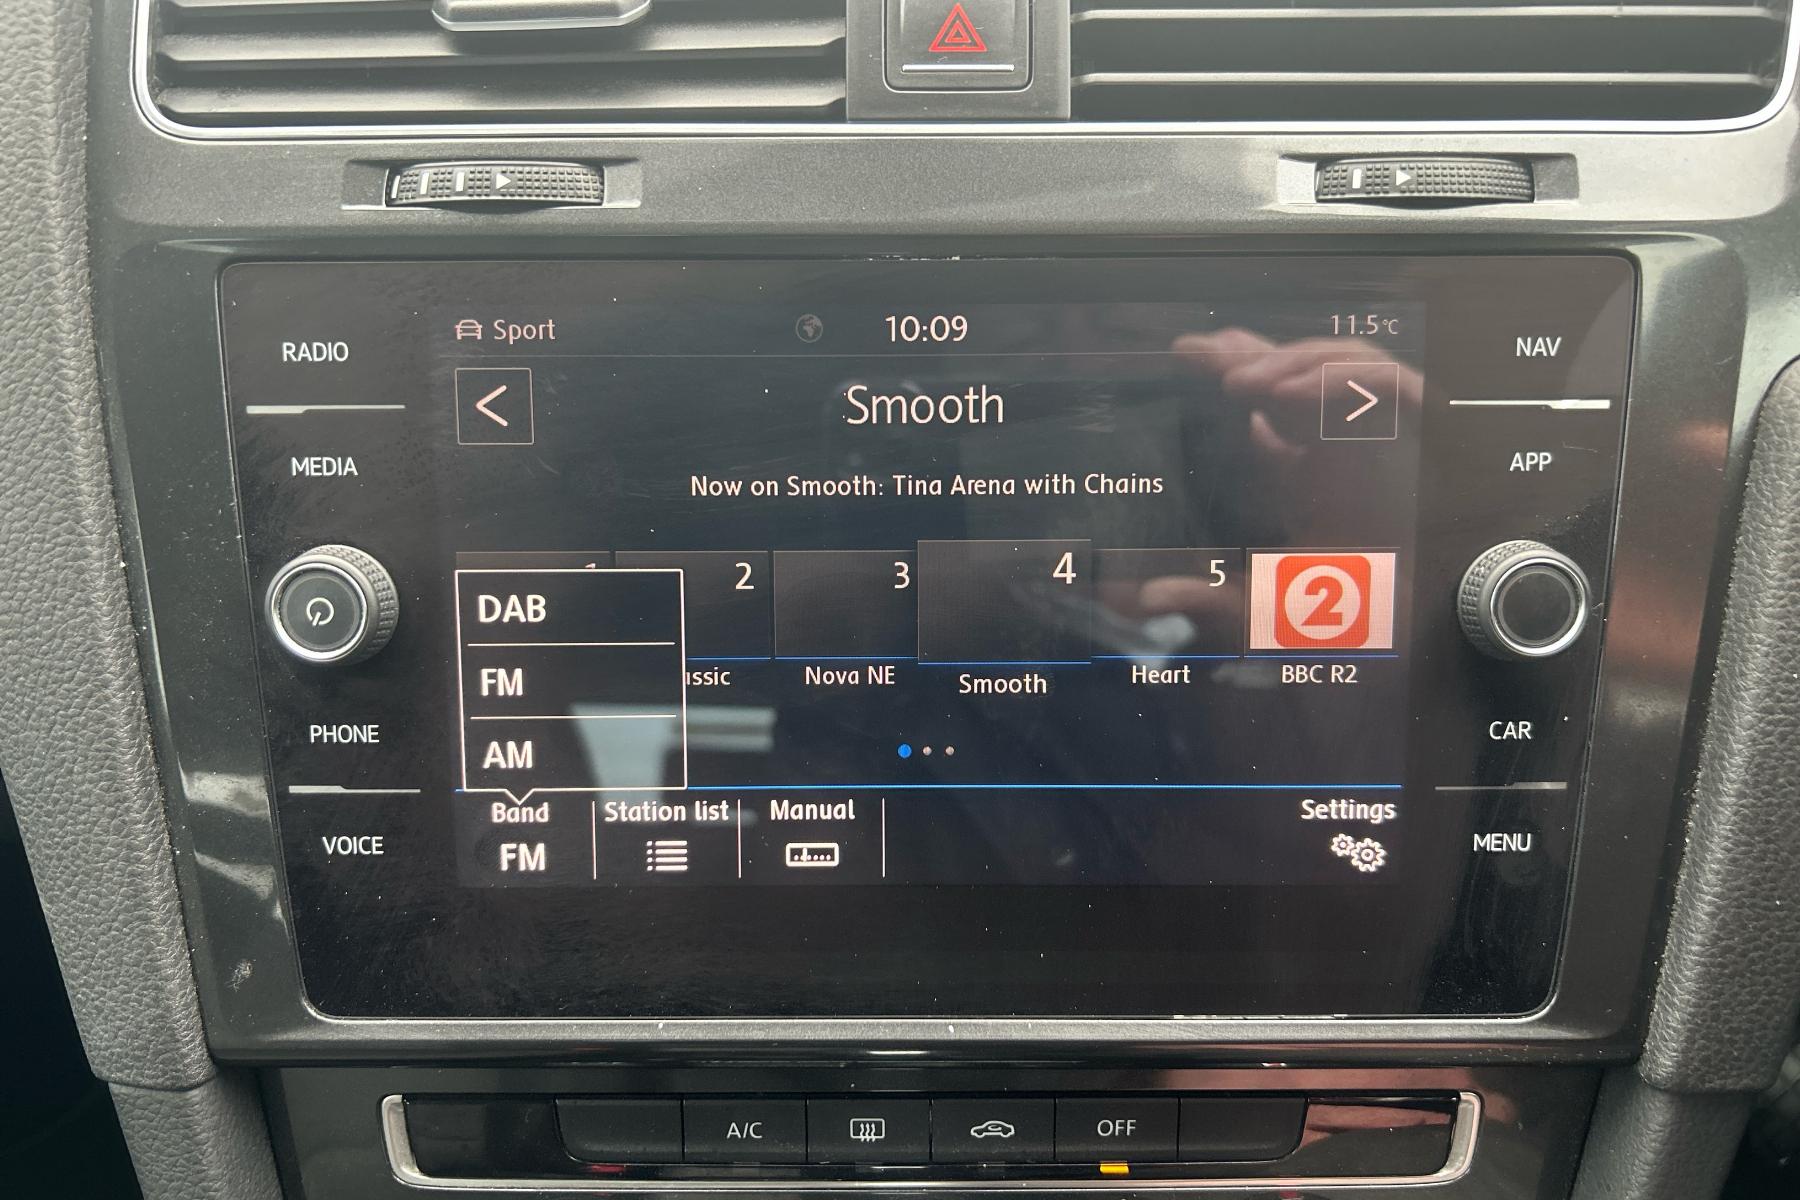 RADIO
MEDIA
PHONE
VOICE
Sport
10:09
11.5°C
<
Smooth
>
Now on Smooth: Tina Arena with Chains
2
3
4
5
2
Nova NE
Smooth
Heart
BBC R2
DAB
FM
AM
Band
FM
Station list
Manual
Settings
NAV
APP
CAR
MENU
A/C
OFF